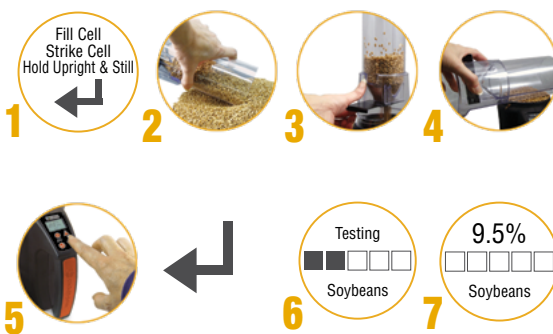 Fill Cell
Strike Cell
Hold Upright & Still
1
2
3
4
5
Testing
Soybeans
6
9.5%
Soybeans
7